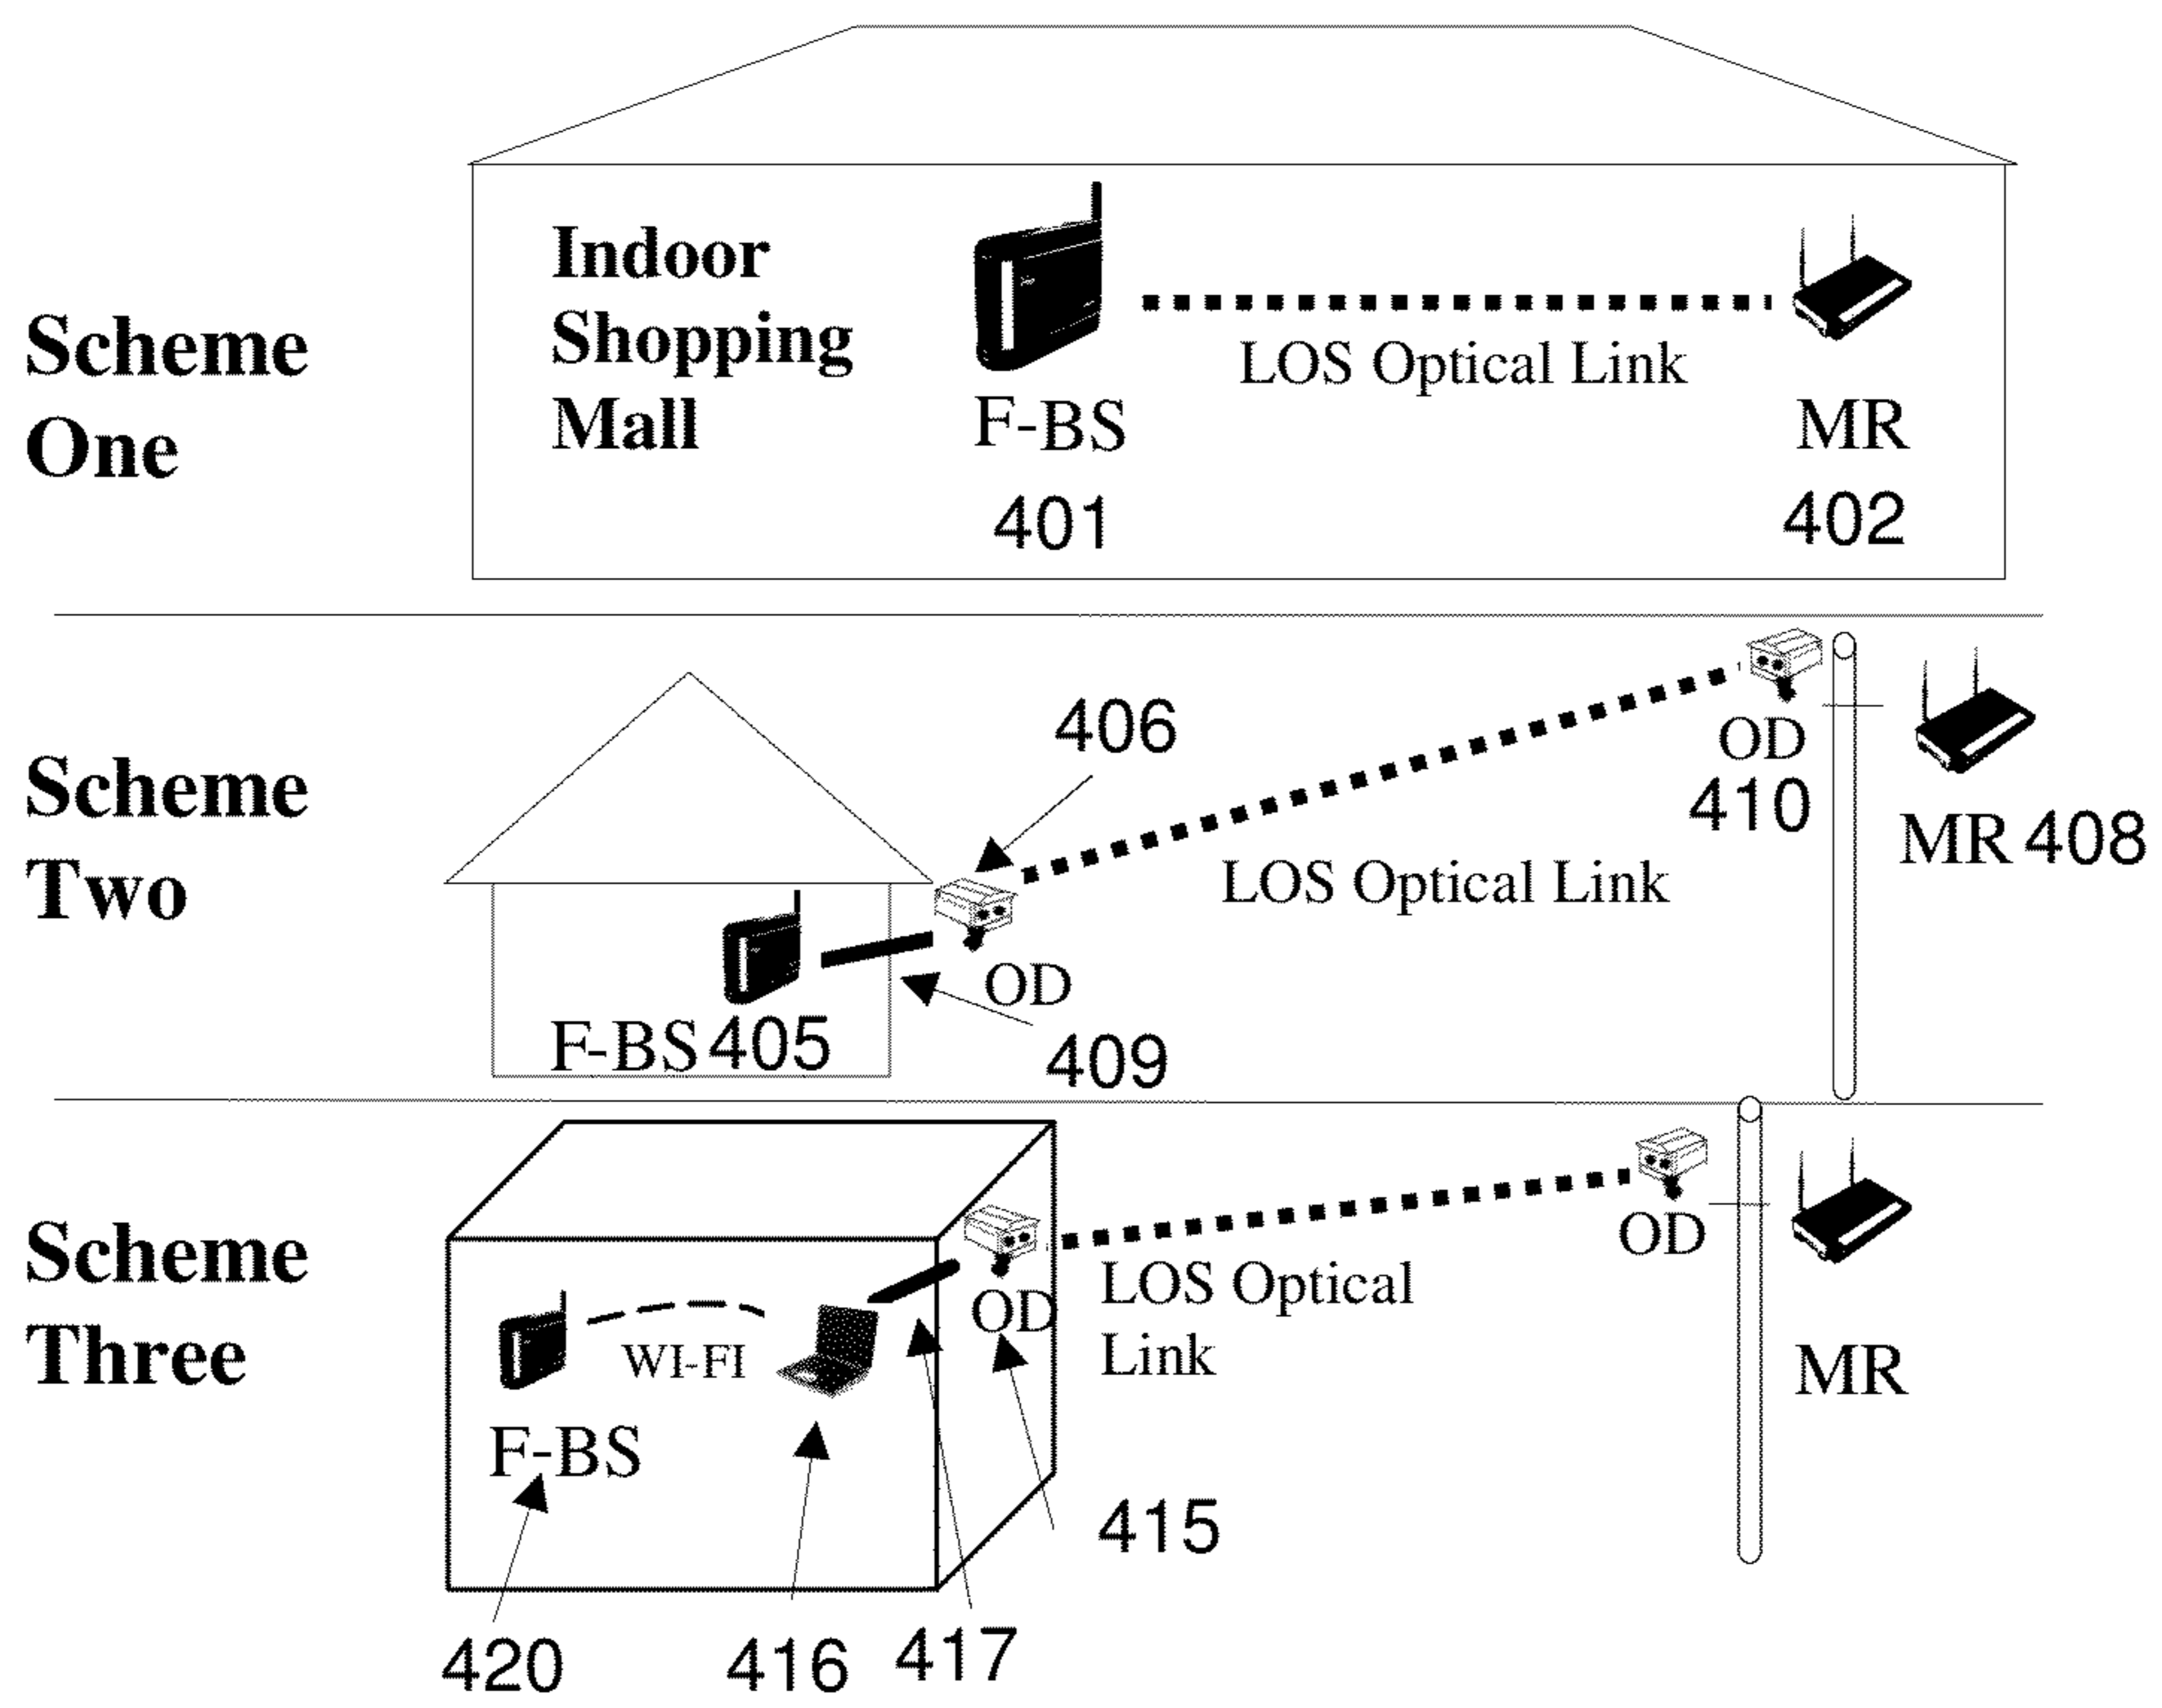 Scheme
One
Indoor
Shopping
Mall
F-BS
401
LOS Optical Link
MR
402
Scheme
Two
406
OD
410
MR 408
LOS Optical Link
OD
F-BS 405
409
Scheme
Three
WI-FI
F-BS
OD
LOS Optical
Link
OD
MR
415
420
416
417